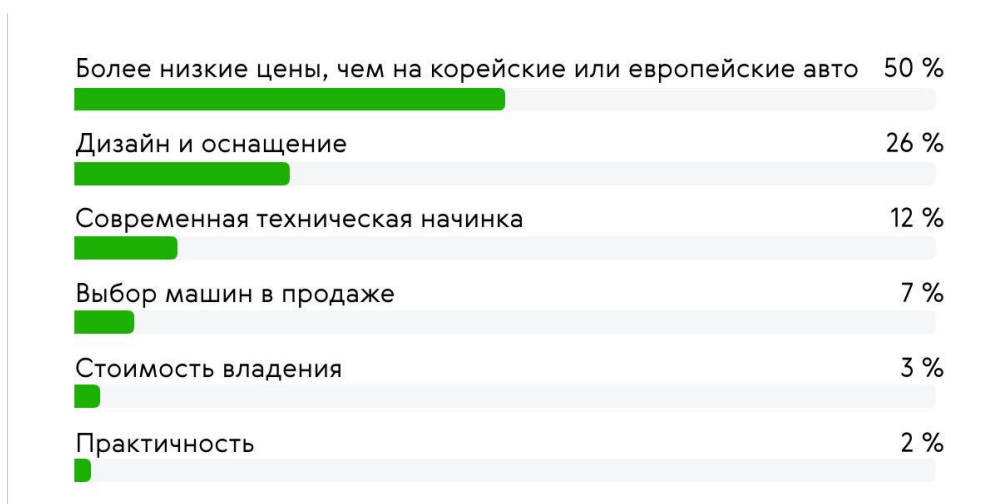 Более низкие цены, чем на корейские или европейские авто 50 %
Дизайн и оснащение 26 %
Современная техническая начинка 12 %
Выбор машин в продаже 7 %
Стоимость владения 3 %
Практичность 2 %